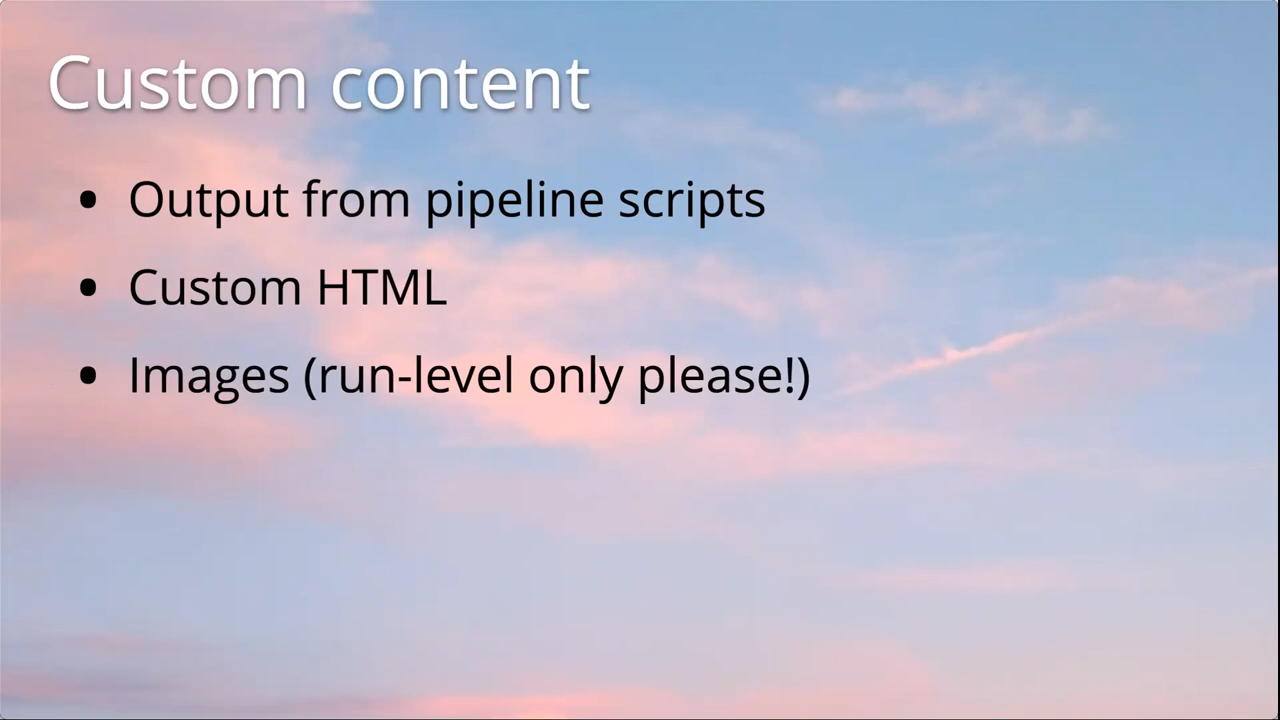 Custom content
• Output from pipeline scripts
• Custom HTML
• Images (run-level only please!)